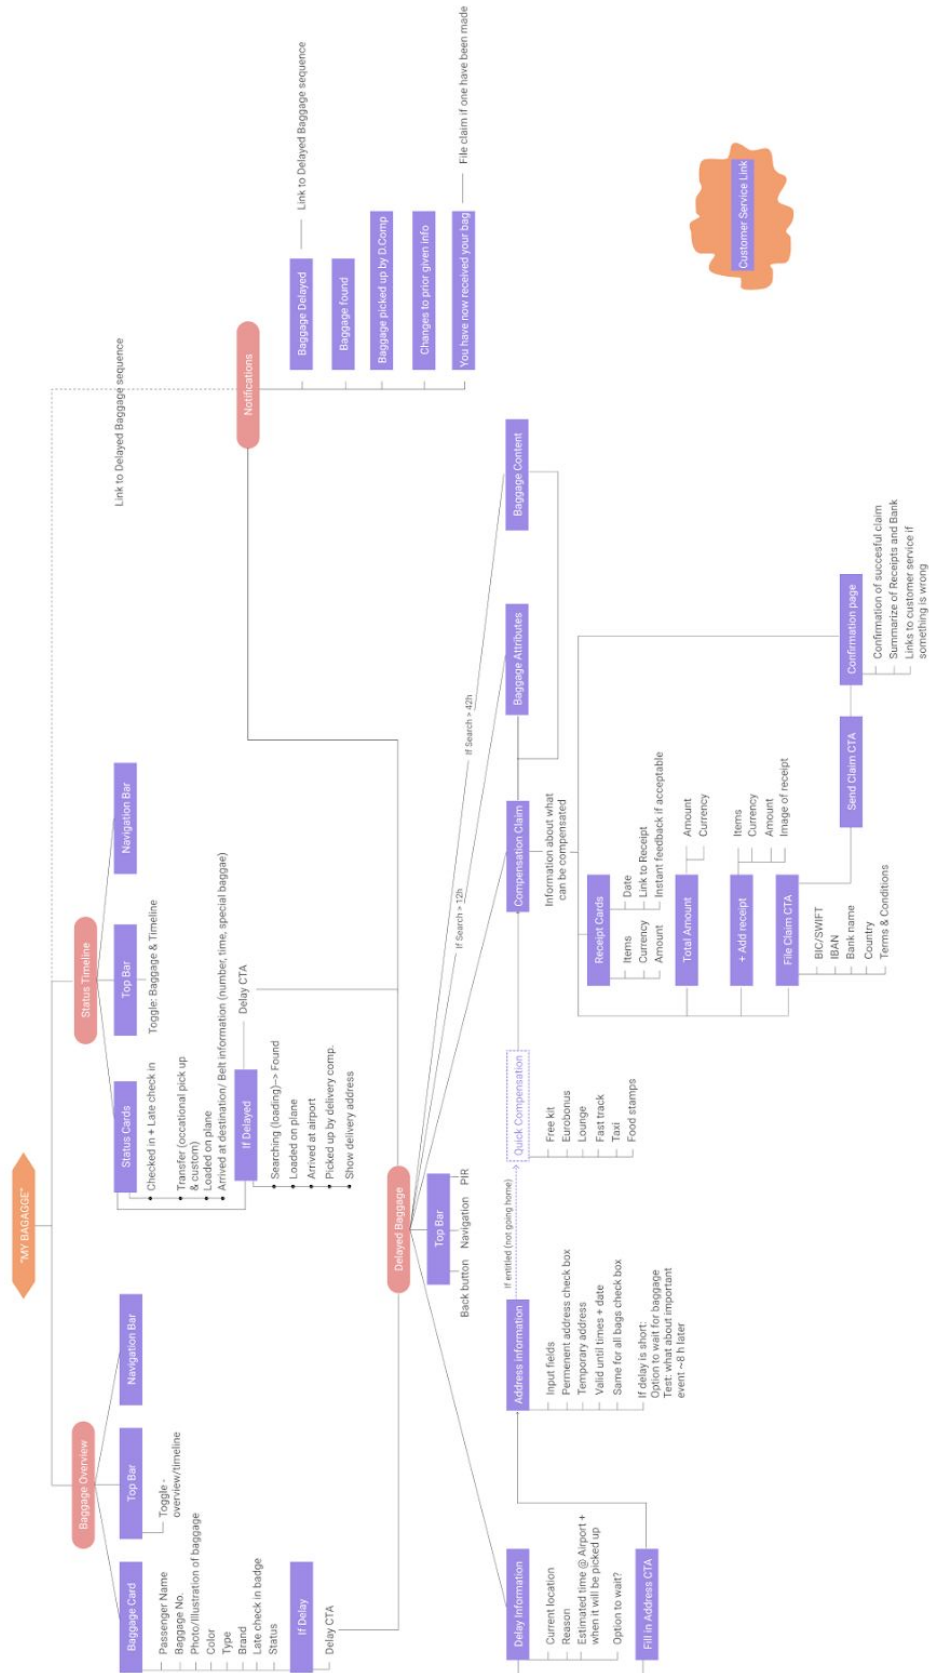 "MY BAGAGGE"
Baggage Overview
Baggage Card
Passenger Name
Baggage No.
Photo/Illustration of baggage
Color
Type
Brand
Late check in badge
Status
If Delay
Delay CTA
Top Bar
Toggle -
overview/timeline
Navigation Bar
Status Timeline
Status Cards
Checked in + Late check in
Transfer (occational pick up
& custom)
Loaded on plane
Arrived at destination/ Belt information (number, time, special baggae)
If Delayed
Delay CTA
Searching (loading)--> Found
Loaded on plane
Arrived at airport
Picked up by delivery comp.
Show delivery address
Top Bar
Toggle: Baggage & Timeline
Navigation Bar
Link to Delayed Baggage sequence
Notifications
Baggage Delayed
Link to Delayed Baggage sequence
Baggage found
Baggage picked up by D.Comp
Changes to prior given info
You have now received your bag
File claim if one have been made
Delayed Baggage
Top Bar
Back button
Navigation
PIR
Delay Information
Current location
Reason
Estimated time @ Airport +
when it will be picked up
Option to wait?
Fill in Address CTA
Address information
Input fields
Permenent address check box
Temporary address
Valid until times + date
Same for all bags check box
If delay is short:
Option to wait for baggage
Test: what about important
event ~8 h later
If entitled (not going home)
Quick Compensation
Free kit
Eurobonus
Lounge
Fast track
Taxi
Food stamps
Compensation Claim
Information about what
can be compensated
Receipt Cards
Items
Currency
Amount
Date
Link to Receipt
Instant feedback if acceptable
Total Amount
Amount
Currency
+ Add receipt
Items
Currency
Amount
Image of receipt
File Claim CTA
BIC/SWIFT
IBAN
Bank name
Country
Terms & Conditions
Send Claim CTA
Confirmation page
Confirmation of succesful claim
Summarize of Receipts and Bank
Links to customer service if
something is wrong
If Search > 12h
Baggage Attributes
If Search > 42h
Baggage Content
Customer Service Link